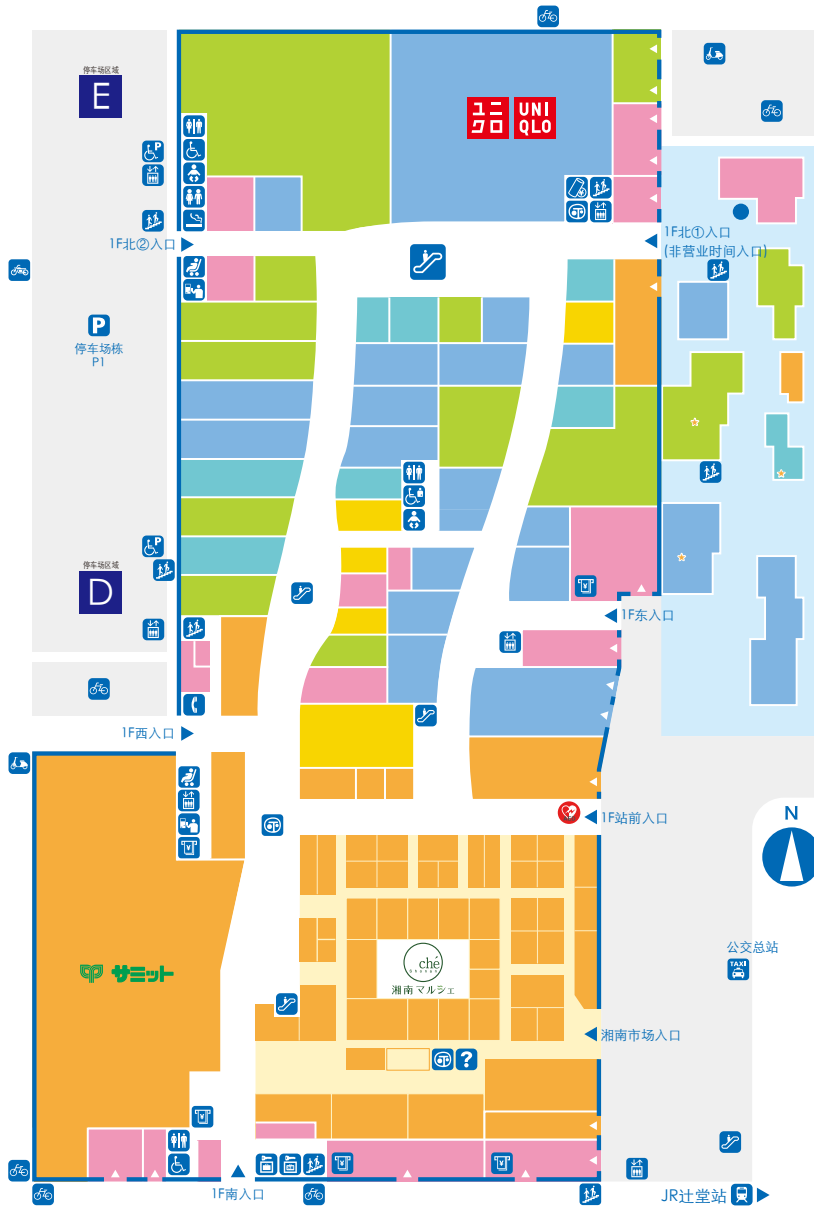 停车场区域
E
P
ユニ
クロ
UNI
QLO
1F北②入口
1F北①入口
(非营业时间入口)
P
停车场栋
P1
P
停车场区域
D
1F东入口
1F西入口
1F站前入口
N
公交总站
TAXI
サミット
ché
湘南マルシェ
湘南市场入口
?
1F南入口
JR辻堂站